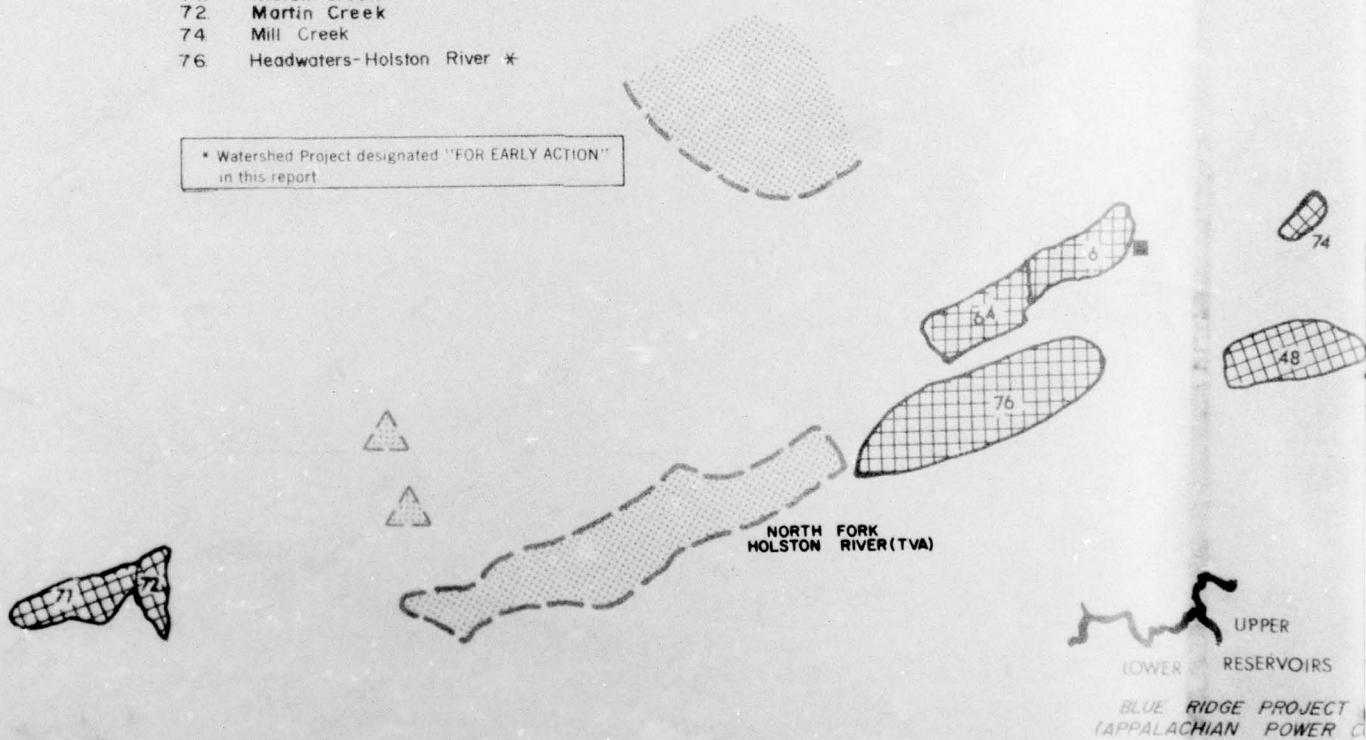 72. Martin Creek
74 Mill Creek
76. Headwaters-Holston River *
* Watershed Project designated "FOR EARLY ACTION"
in this report
6
74
64
48
76
NORTH FORK
HOLSTON RIVER (TVA)
71
72
UPPER
LOWER RESERVOIRS
BLUE RIDGE PROJECT
(APPALACHIAN POWER